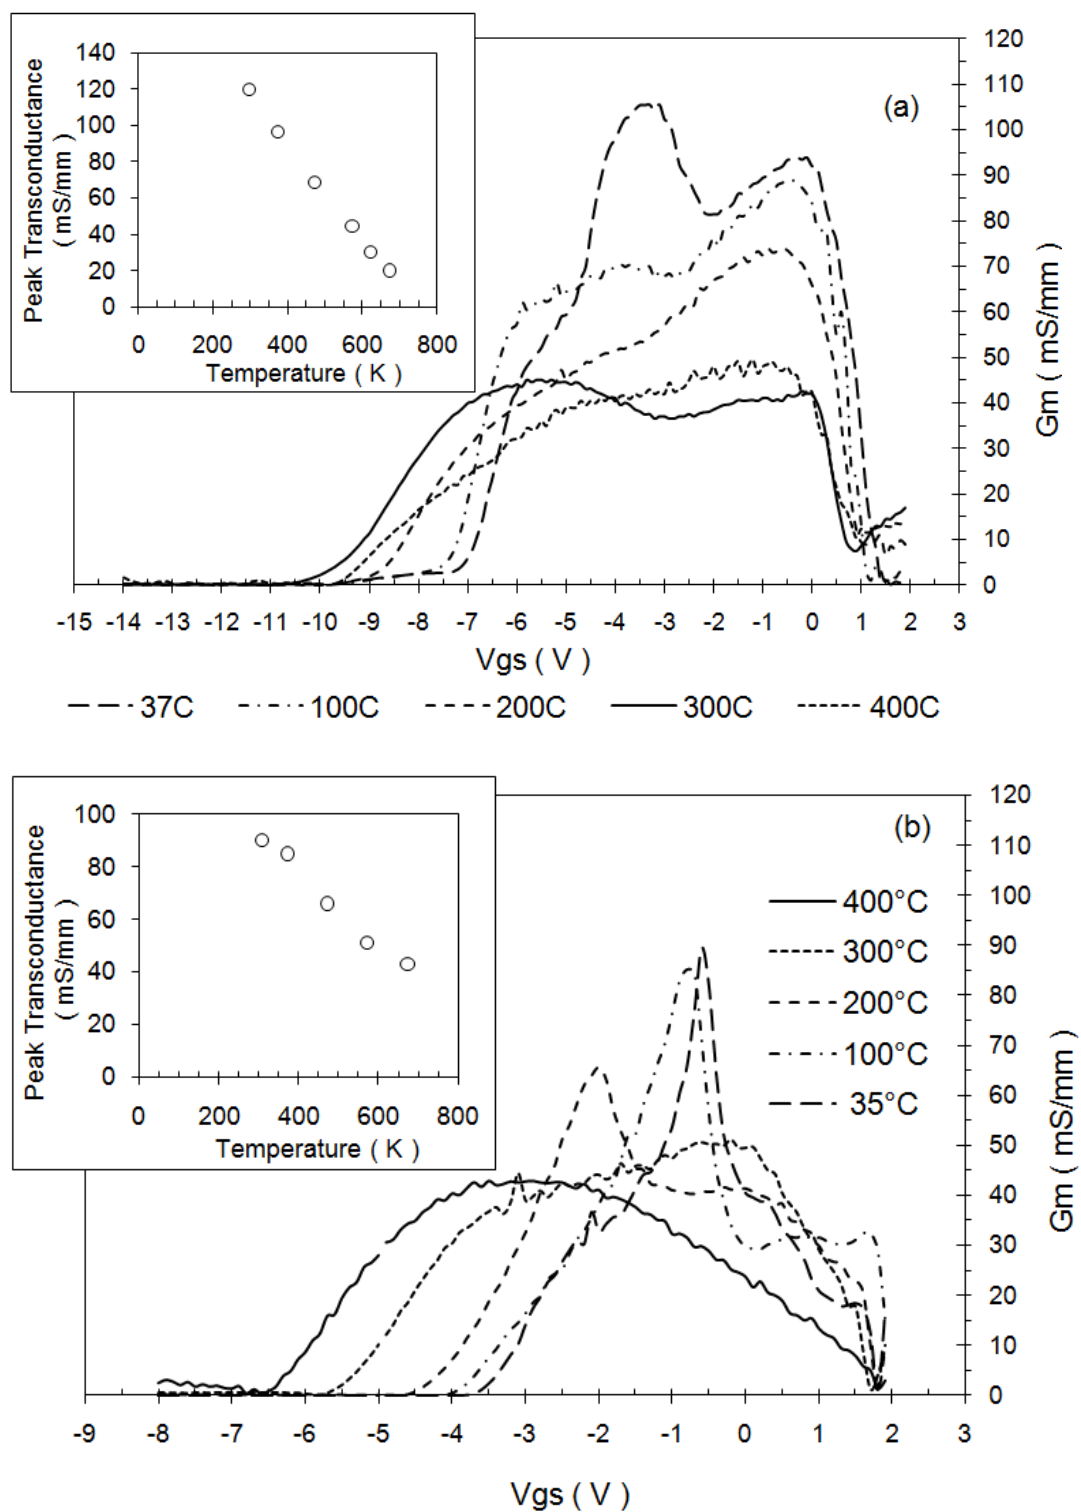 Peak Transconductance
( mS/mm )
140
120
100
80
60
40
20
0
0 200 400 600 800
Temperature ( K )
(a)
120
110
100
90
80
70
60
50
40
30
20
10
0
Gm ( mS/mm )
-15 -14 -13 -12 -11 -10 -9 -8 -7 -6 -5 -4 -3 -2 -1 0 1 2 3
Vgs ( V )
37C 100C 200C 300C 400C
Peak Transconductance
( mS/mm )
100
80
60
40
20
0
0 200 400 600 800
Temperature ( K )
(b)
400°C
300°C
200°C
100°C
35°C
120
110
100
90
80
70
60
50
40
30
20
10
0
Gm ( mS/mm )
-9 -8 -7 -6 -5 -4 -3 -2 -1 0 1 2 3
Vgs ( V )